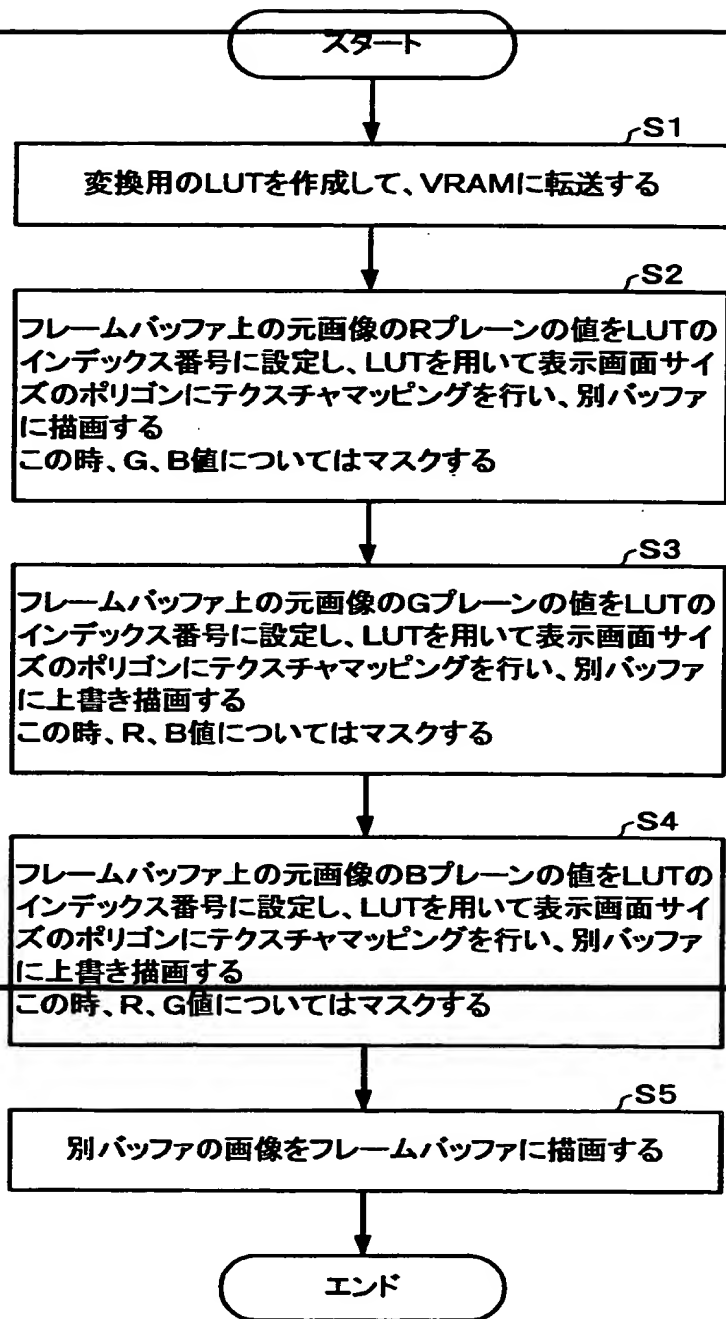 スタート
S1
変換用のLUTを作成して、VRAMに転送する
S2
フレームバッファ上の元画像のRプレーンの値をLUTの
インデックス番号に設定し、LUTを用いて表示画面サイ
ズのポリゴンにテクスチャマッピングを行い、別バッファ
に描画する
この時、G、B値についてはマスクする
S3
フレームバッファ上の元画像のGプレーンの値をLUTの
インデックス番号に設定し、LUTを用いて表示画面サイ
ズのポリゴンにテクスチャマッピングを行い、別バッファ
に上書き描画する
この時、R、B値についてはマスクする
S4
フレームバッファ上の元画像のBプレーンの値をLUTの
インデックス番号に設定し、LUTを用いて表示画面サイ
ズのポリゴンにテクスチャマッピングを行い、別バッファ
に上書き描画する
この時、R、G値についてはマスクする
S5
別バッファの画像をフレームバッファに描画する
エンド